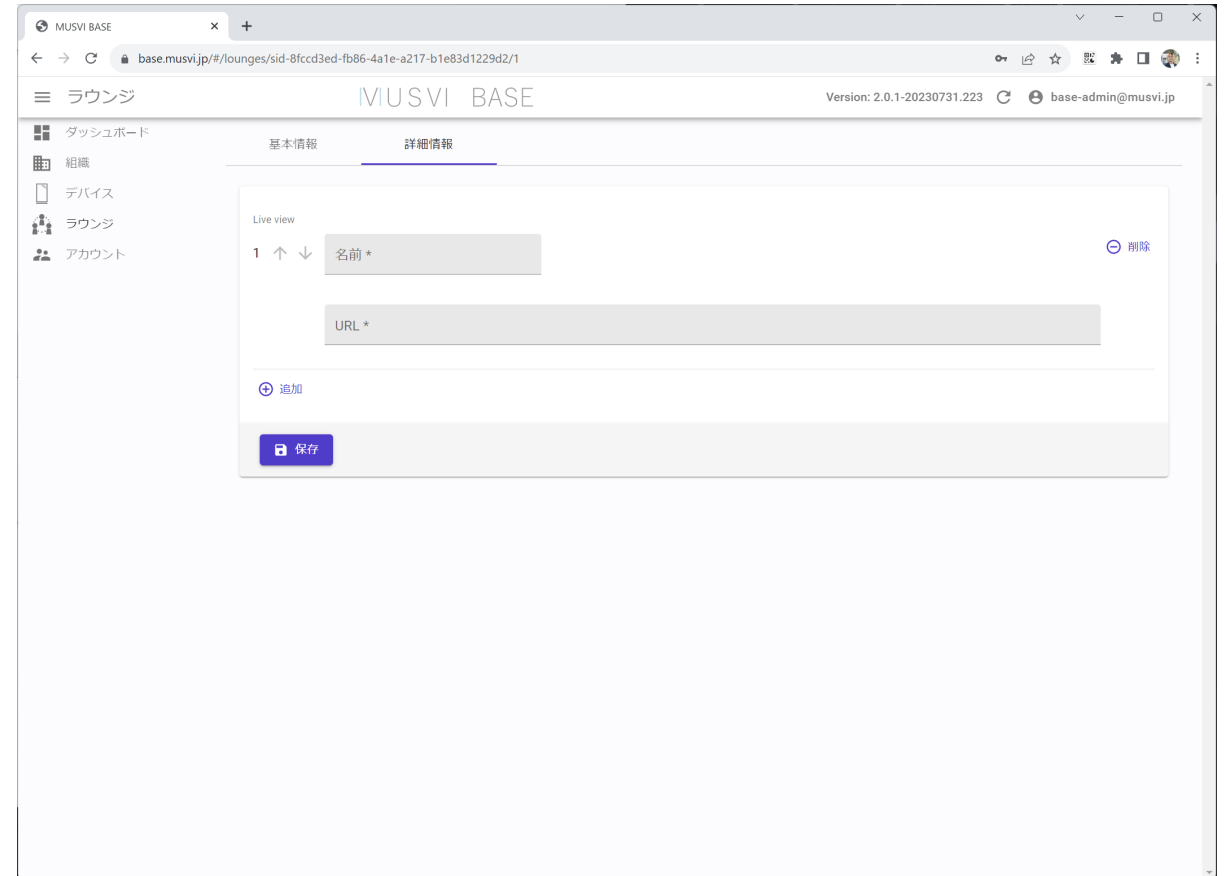 MUSVI BASE
base.musvi.jp/#/lounges/sid-8fccd3ed-fb86-4a1e-a217-b1e83d1229d2/1
ラウンジ
MUSVI BASE
Version: 2.0.1-20230731.223
base-admin@musvi.jp
ダッシュボード
組織
デバイス
ラウンジ
アカウント
基本情報
詳細情報
Live view
1
名前 *
削除
URL *
追加
保存